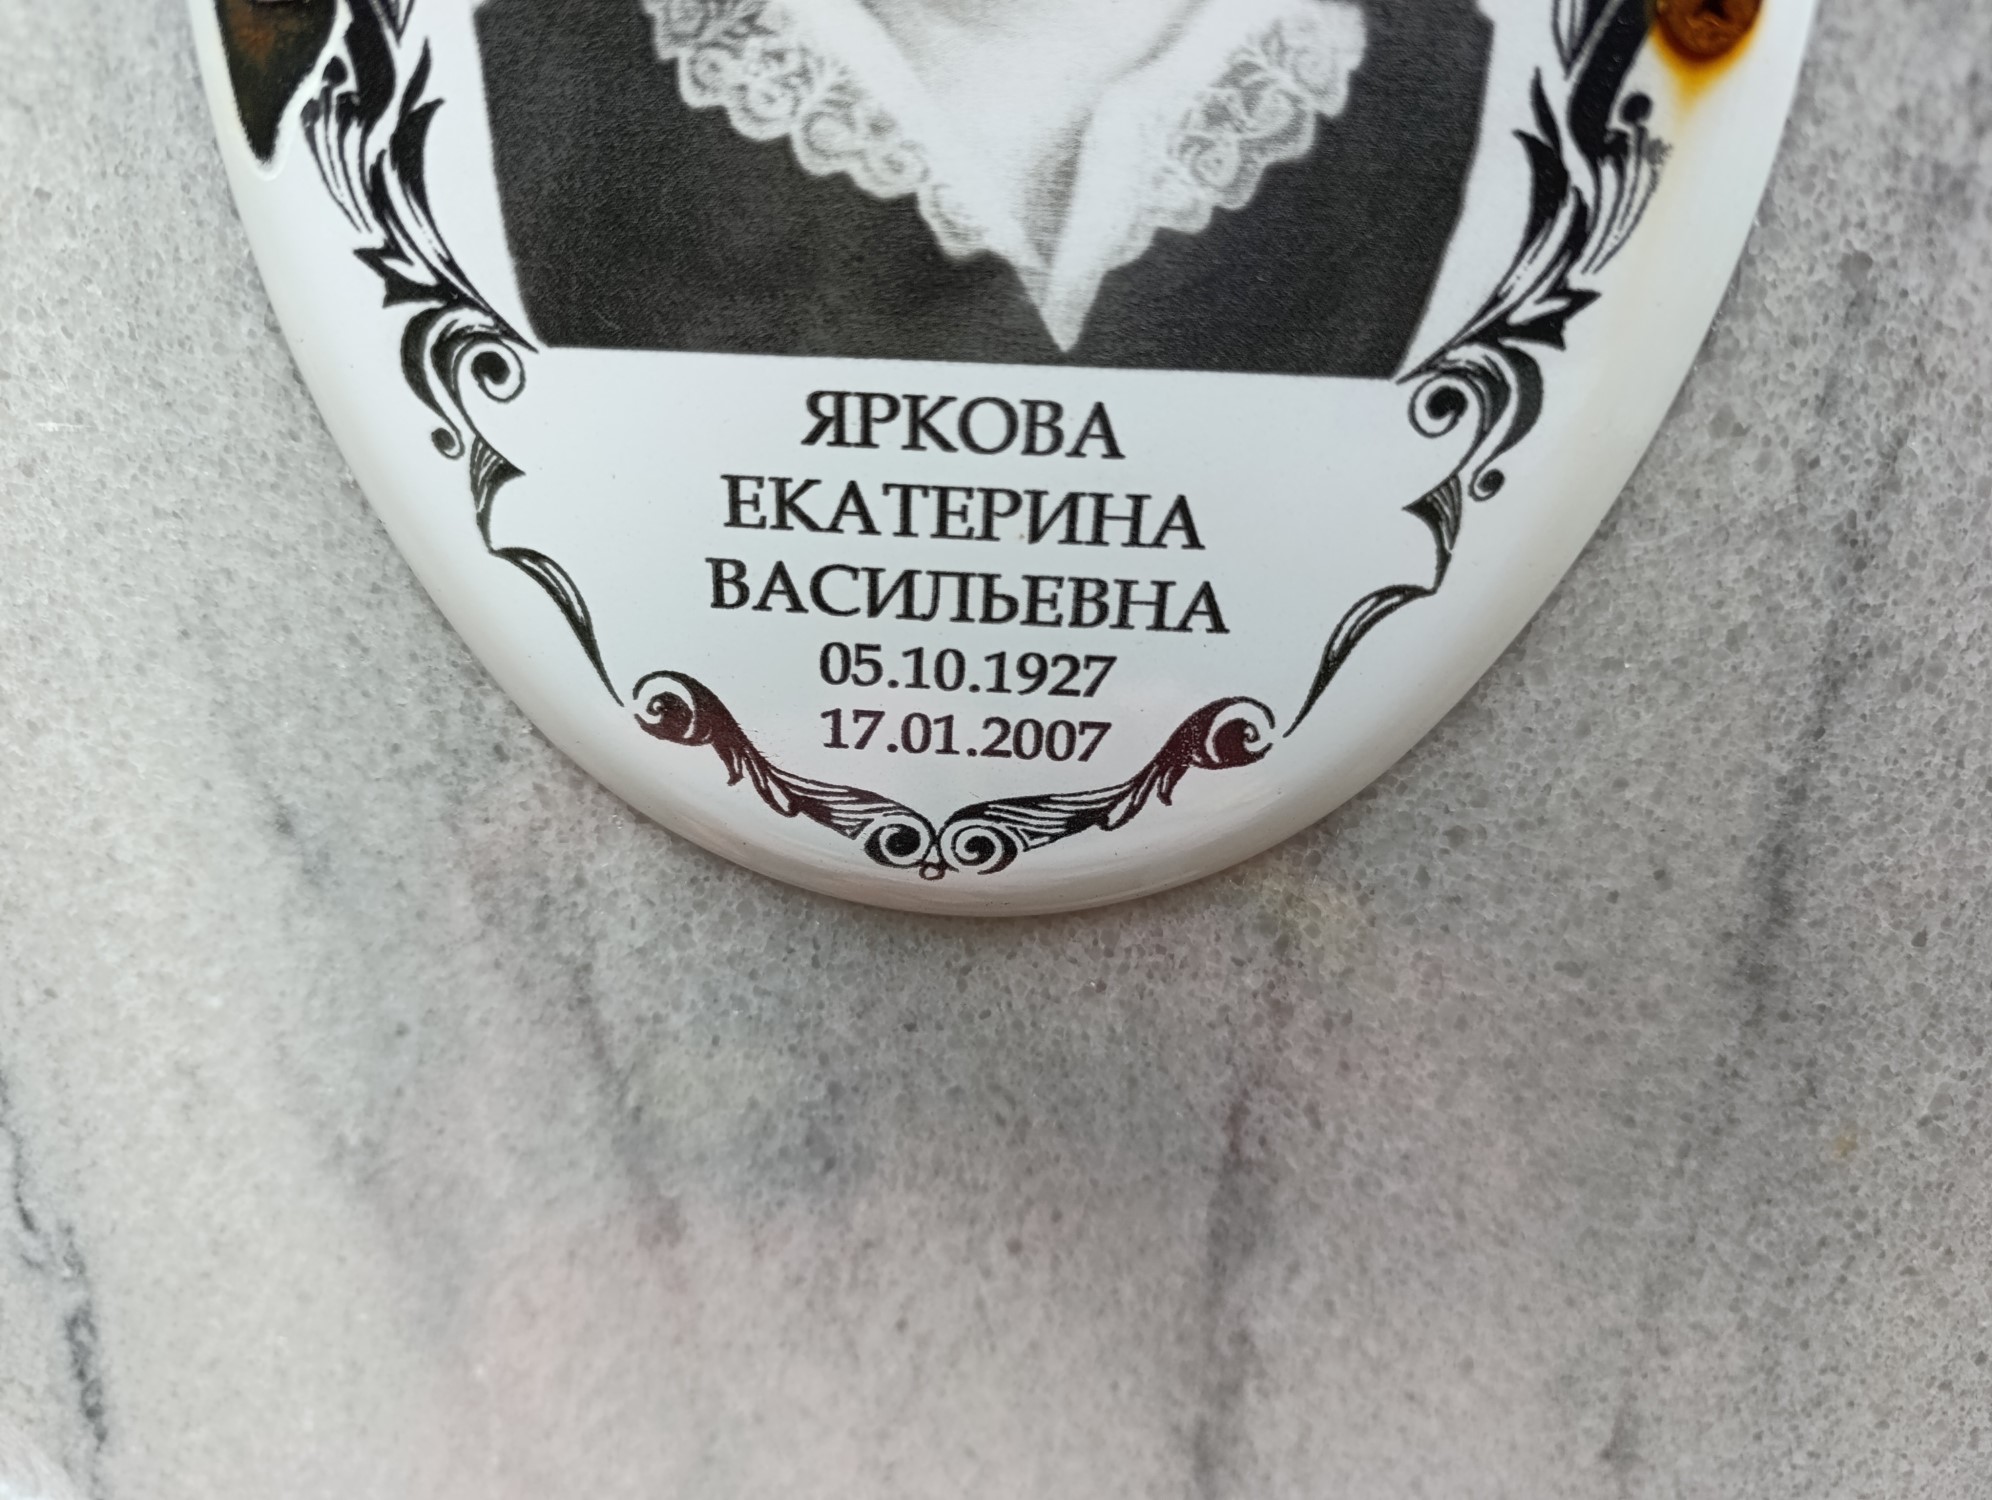 ЯРКОВА
ЕКАТЕРИНА
ВАСИЛЬЕВНА
05.10.1927
17.01.2007